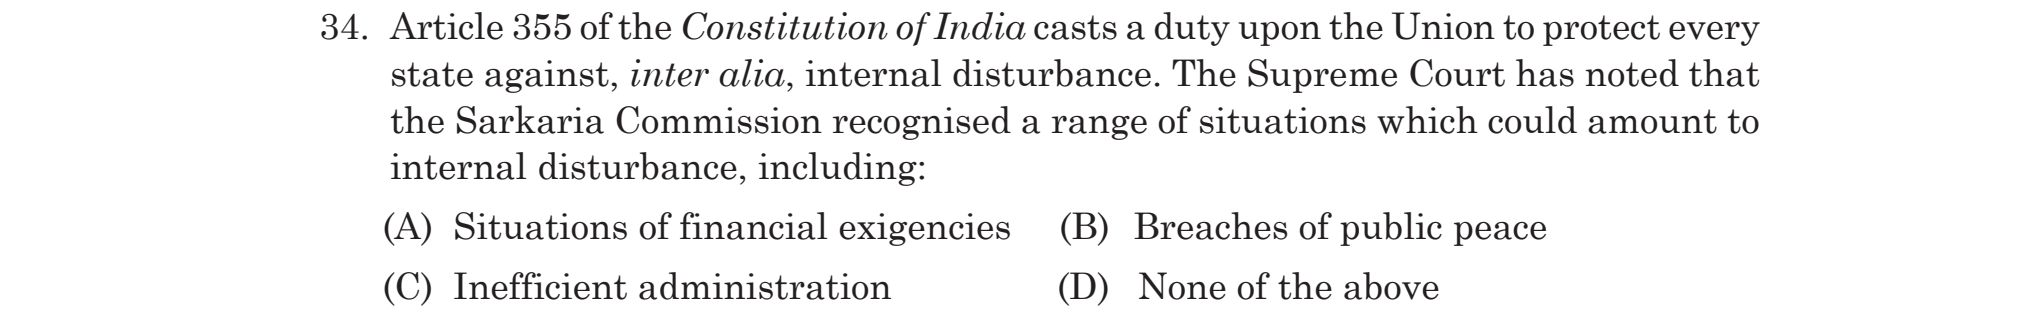 34. Article 355 of the Constitution of India casts a duty upon the Union to protect every
state against, inter alia, internal disturbance. The Supreme Court has noted that
the Sarkaria Commission recognised a range of situations which could amount to
internal disturbance, including:
(A) Situations of financial exigencies (B) Breaches of public peace
(C) Inefficient administration (D) None of the above